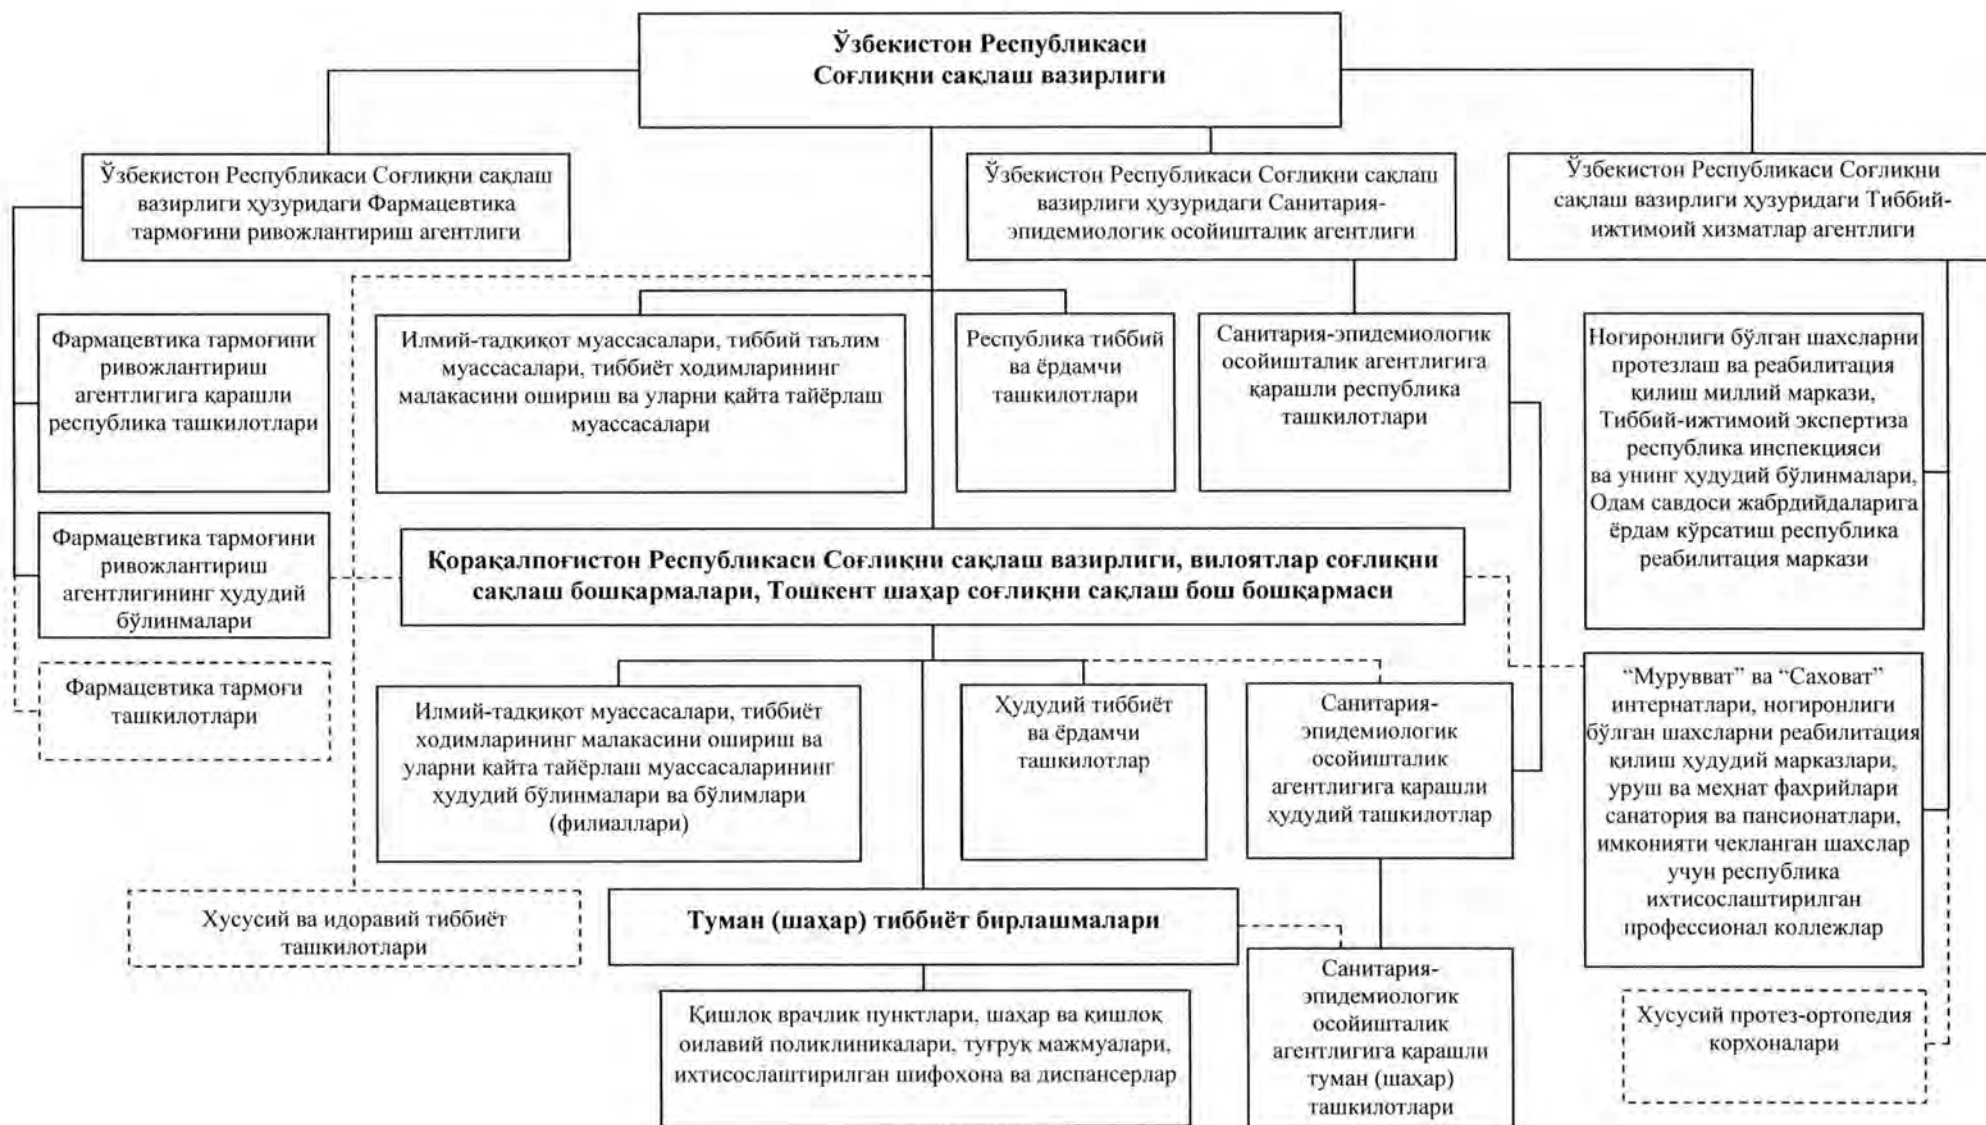 Ўзбекистон Республикаси
Соғлиқни сақлаш вазирлиги
Ўзбекистон Республикаси Соғлиқни сақлаш
вазирлиги ҳузуридаги Фармацевтика
тармоғини ривожлантириш агентлиги
Ўзбекистон Республикаси Соғлиқни сақлаш
вазирлиги ҳузуридаги Санитария-
эпидемиологик осойишталик агентлиги
Ўзбекистон Республикаси Соғлиқни
сақлаш вазирлиги ҳузуридаги Тиббий-
ижтимоий хизматлар агентлиги
Фармацевтика тармоғини
ривожлантириш
агентлигига қарашли
республика ташкилотлари
Илмий-тадқиқот муассасалари, тиббий таълим
муассасалари, тиббиёт ходимларининг
малакасини ошириш ва уларни қайта тайёрлаш
муассасалари
Республика тиббий
ва ёрдамчи
ташкилотлари
Санитария-эпидемиологик
осойишталик агентлигига
қарашли республика
ташкилотлари
Ногиронлиги бўлган шахсларни
протезлаш ва реабилитация
қилиш миллий маркази,
Тиббий-ижтимоий экспертиза
республика инспекцияси
ва унинг ҳудудий бўлинмалари,
Одам савдоси жабрдийдаларига
ёрдам кўрсатиш республика
реабилитация маркази
Фармацевтика тармоғини
ривожлантириш
агентлигининг ҳудудий
бўлинмалари
Қорақалпоғистон Республикаси Соғлиқни сақлаш вазирлиги, вилоятлар соғлиқни
сақлаш бошқармалари, Тошкент шаҳар соғлиқни сақлаш бош бошқармаси
Фармацевтика тармоғи
ташкилотлари
Илмий-тадқиқот муассасалари, тиббиёт
ходимларининг малакасини ошириш ва
уларни қайта тайёрлаш муассасаларининг
ҳудудий бўлинмалари ва бўлимлари
(филиаллари)
Ҳудудий тиббиёт
ва ёрдамчи
ташкилотлар
Санитария-
эпидемиологик
осойишталик
агентлигига қарашли
ҳудудий ташкилотлар
“Мурувват” ва “Саховат”
интернатлари, ногиронлиги
бўлган шахсларни реабилитация
қилиш ҳудудий марказлари,
уруш ва меҳнат фахрийлари
санатория ва пансионатлари,
имконияти чекланган шахслар
учун республика
ихтисослаштирилган
профессионал коллежлар
Хусусий ва идоравий тиббиёт
ташкилотлари
Туман (шаҳар) тиббиёт бирлашмалари
Қишлоқ врачлик пунктлари, шаҳар ва қишлоқ
оилавий поликлиникалари, туғруқ мажмуалари,
ихтисослаштирилган шифохона ва диспансерлар
Санитария-
эпидемиологик
осойишталик
агентлигига қарашли
туман (шаҳар)
ташкилотлари
Хусусий протез-ортопедия
корхоналари